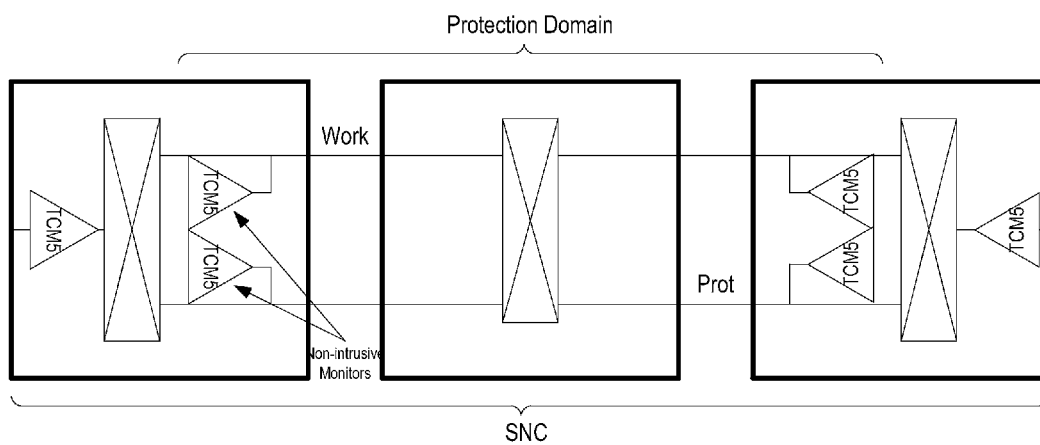 Protection Domain
Work
TCM5
TCM5
TCM5
TCM5
TCM5
TCM5
Prot
Non-intrusive
Monitors
SNC